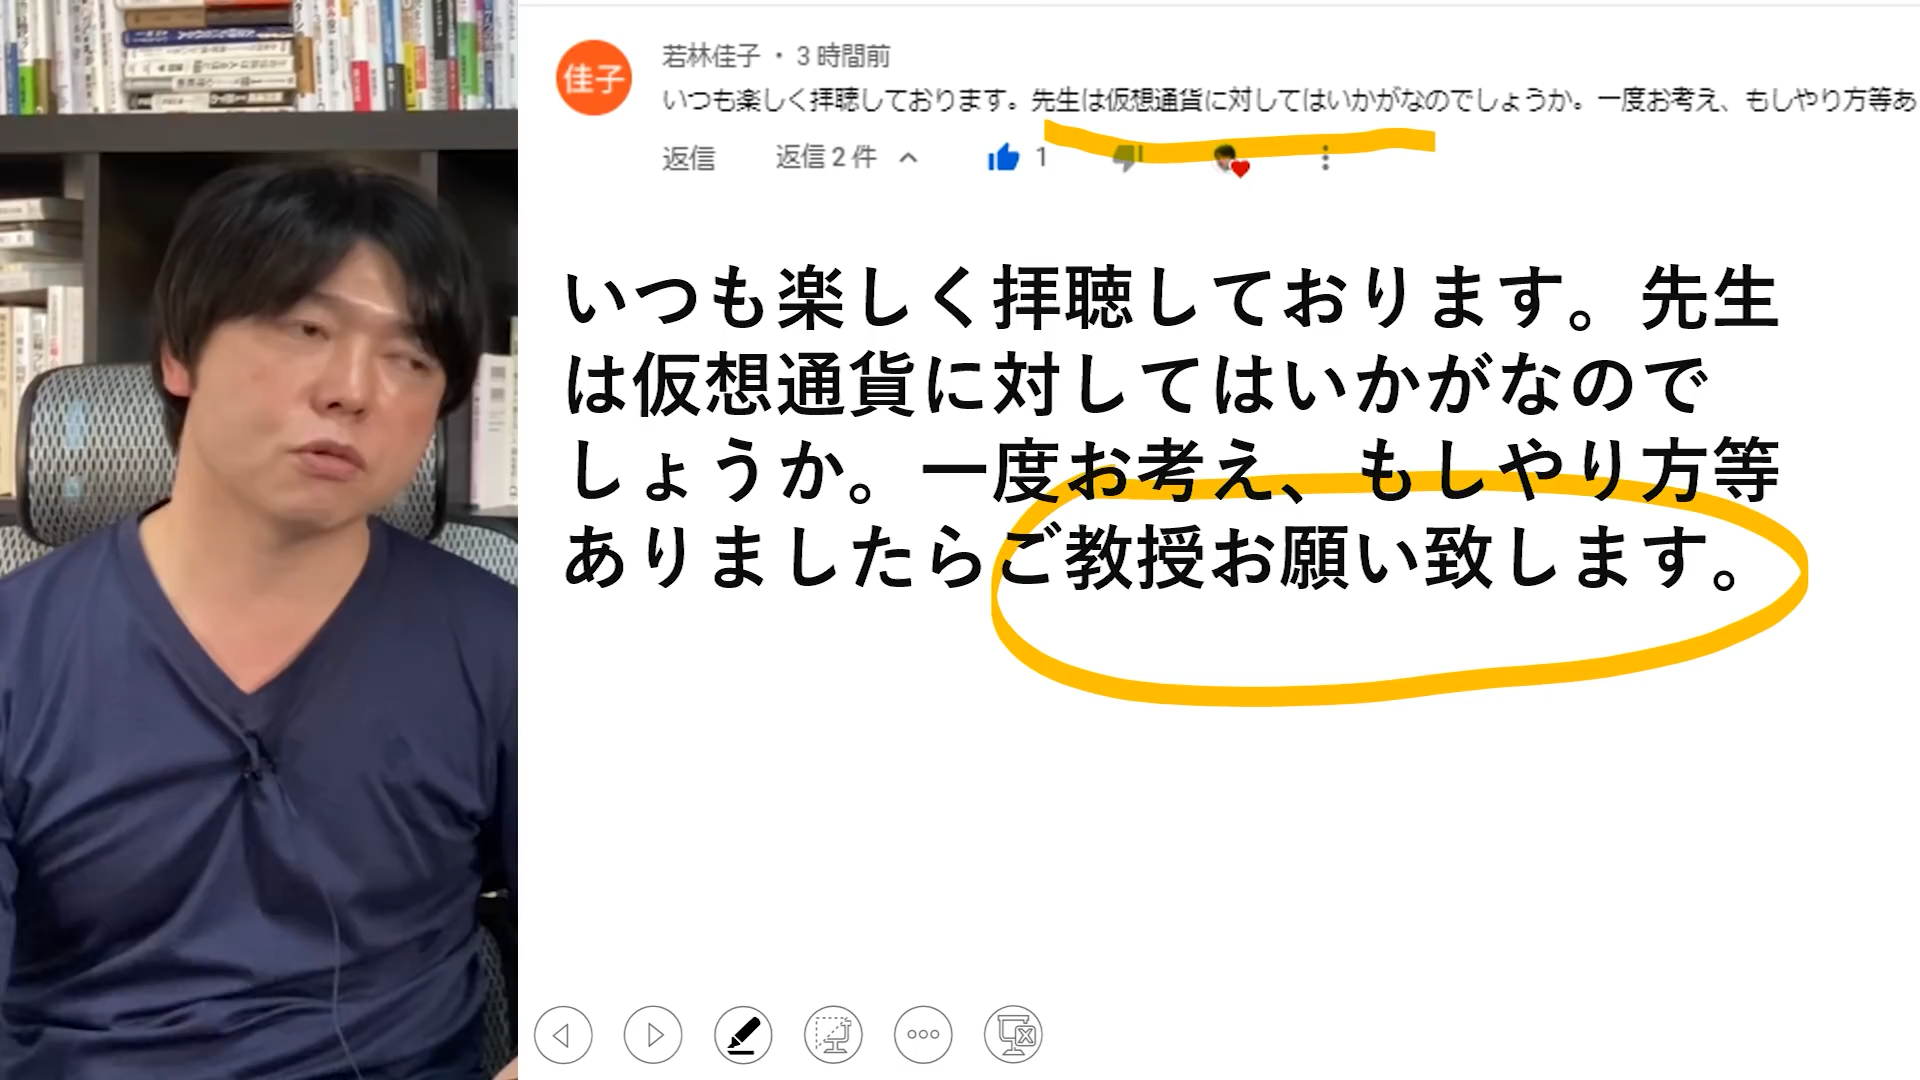 佳子
若林佳子・3 時間前
いつも楽しく拝聴しております。先生は仮想通貨に対してはいかがなのでしょうか。一度お考え、もしやり方等あ
返信
返信 2 件
1
いつも楽しく拝聴しております。先生
は仮想通貨に対してはいかがなので
しょうか。一度お考え、もしやり方等
ありましたらご教授お願い致します。